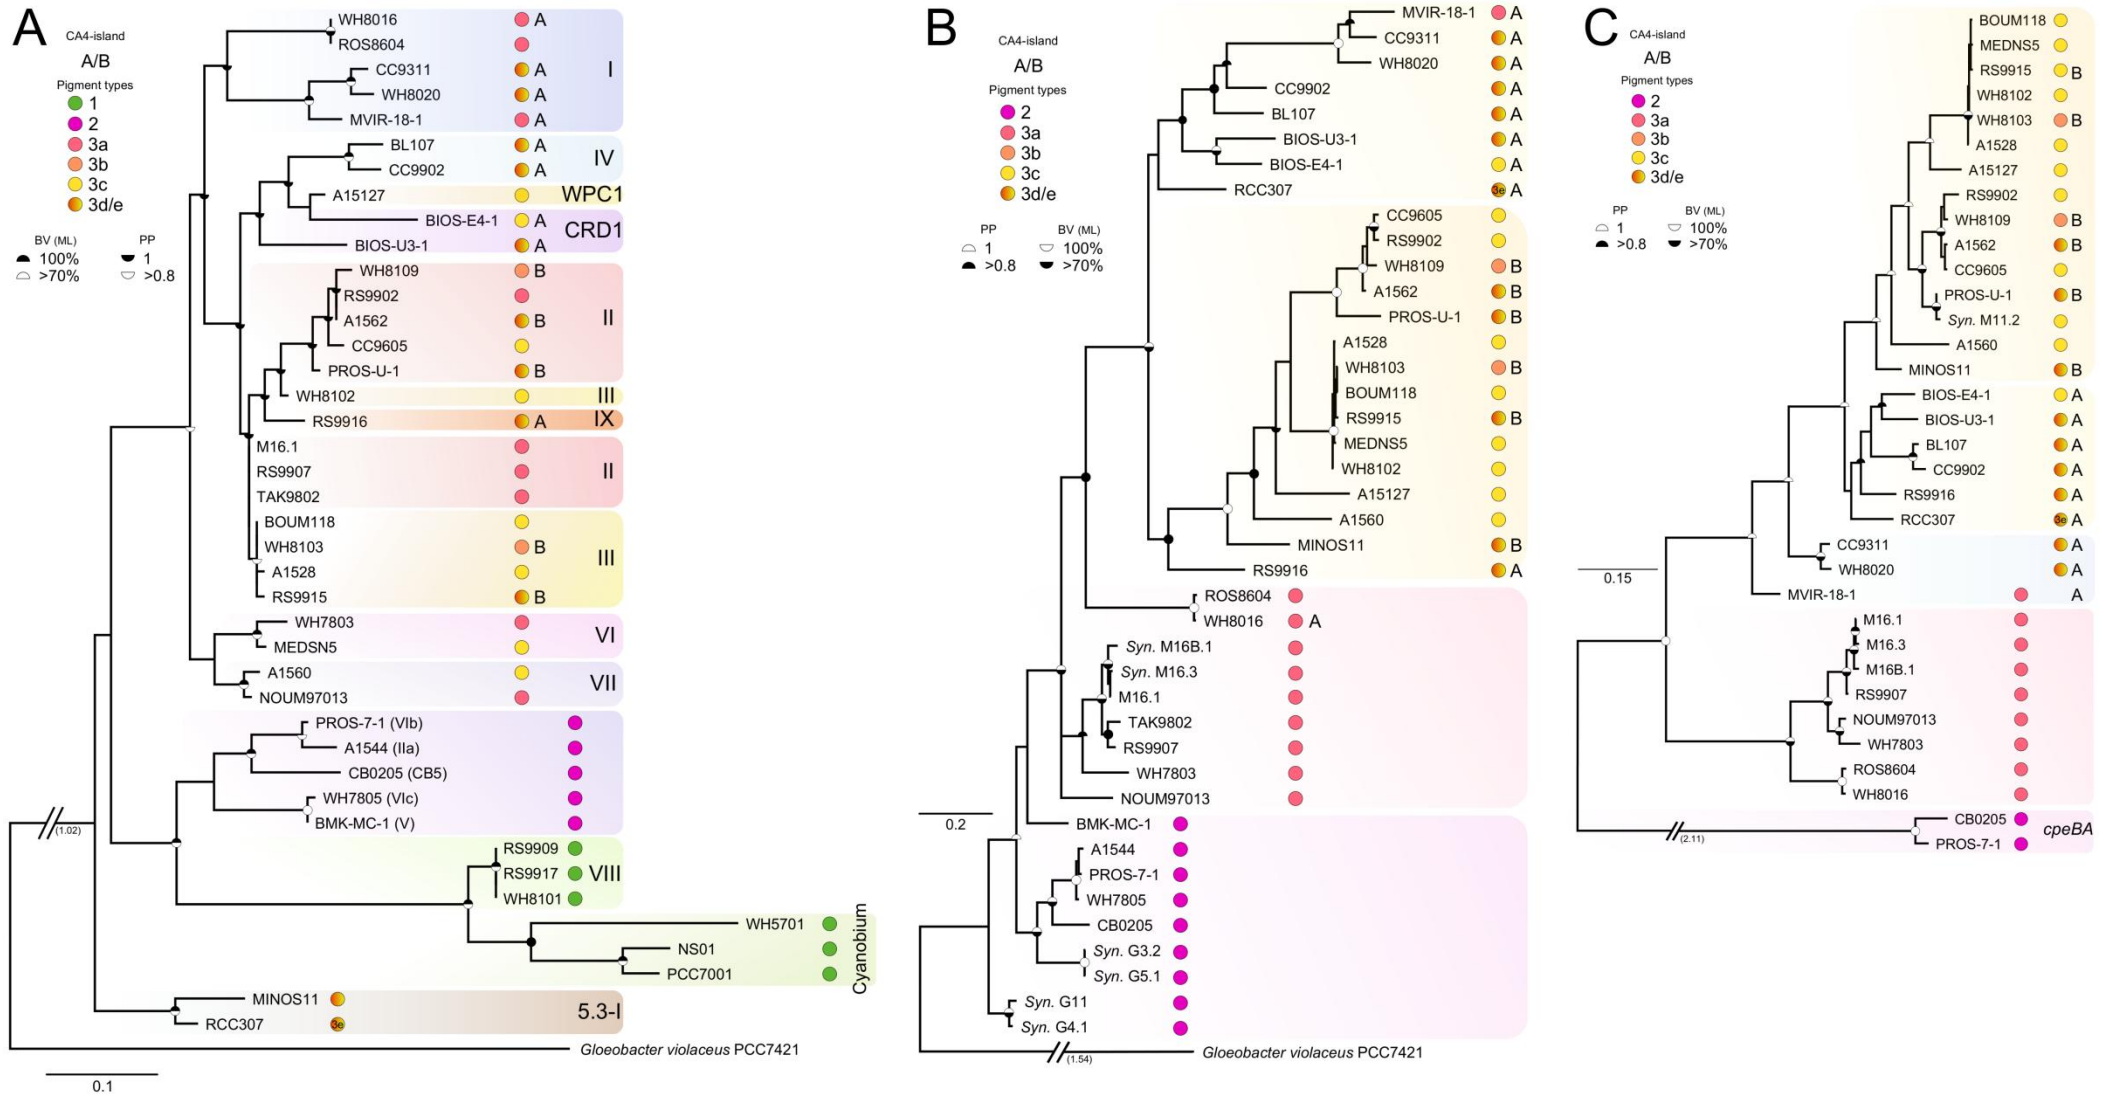 A
CA4-island
A/B
Pigment types
1
2
3a
3b
3c
3d/e
BV (ML) PP
100% 1
>70% >0.8
WH8016 A
ROS8604
CC9311 A
WH8020 A
MVIR-18-1 A
I
BL107 A
CC9902 A
IV
A15127
WPC1
BIOS-E4-1 A
BIOS-U3-1 A
CRD1
WH8109 B
RS9902
A1562 B
CC9605
PROS-U-1 B
II
WH8102
III
RS9916 A
IX
M16.1
RS9907
TAK9802
II
BOUM118
WH8103 B
A1528
RS9915 B
III
WH7803
MEDSN5
VI
A1560
NOUM97013
VII
PROS-7-1 (VIb)
A1544 (IIa)
CB0205 (CB5)
WH7805 (VIc)
BMK-MC-1 (V)
(1.02)
RS9909
RS9917
WH8101
VIII
WH5701
NS01
PCC7001
Cyanobium
MINOS11
RCC307 3e
5.3-I
Gloeobacter violaceus PCC7421
0.1
B
CA4-island
A/B
Pigment types
2
3a
3b
3c
3d/e
PP BV (ML)
1 100%
>0.8 >70%
MVIR-18-1 A
CC9311 A
WH8020 A
CC9902 A
BL107 A
BIOS-U3-1 A
BIOS-E4-1 A
RCC307 3e A
CC9605
RS9902
WH8109 B
A1562 B
PROS-U-1 B
A1528
WH8103 B
BOUM118
RS9915 B
MEDNS5
WH8102
A15127
A1560
MINOS11 B
RS9916 A
ROS8604
WH8016 A
Syn. M16B.1
Syn. M16.3
M16.1
TAK9802
RS9907
WH7803
NOUM97013
0.2
BMK-MC-1
A1544
PROS-7-1
WH7805
CB0205
Syn. G3.2
Syn. G5.1
Syn. G11
Syn. G4.1
(1.54)
Gloeobacter violaceus PCC7421
C
CA4-island
A/B
Pigment types
2
3a
3b
3c
3d/e
PP BV (ML)
1 100%
>0.8 >70%
BOUM118
MEDNS5
RS9915 B
WH8102
WH8103 B
A1528
A15127
RS9902
WH8109 B
A1562 B
CC9605
PROS-U-1 B
Syn. M11.2
A1560
MINOS11 B
BIOS-E4-1 A
BIOS-U3-1 A
BL107 A
CC9902 A
RS9916 A
RCC307 3e A
CC9311 A
WH8020 A
MVIR-18-1 A
0.15
M16.1
M16.3
M16B.1
RS9907
NOUM97013
WH7803
ROS8604
WH8016
CB0205
PROS-7-1
cpeBA
(2.11)